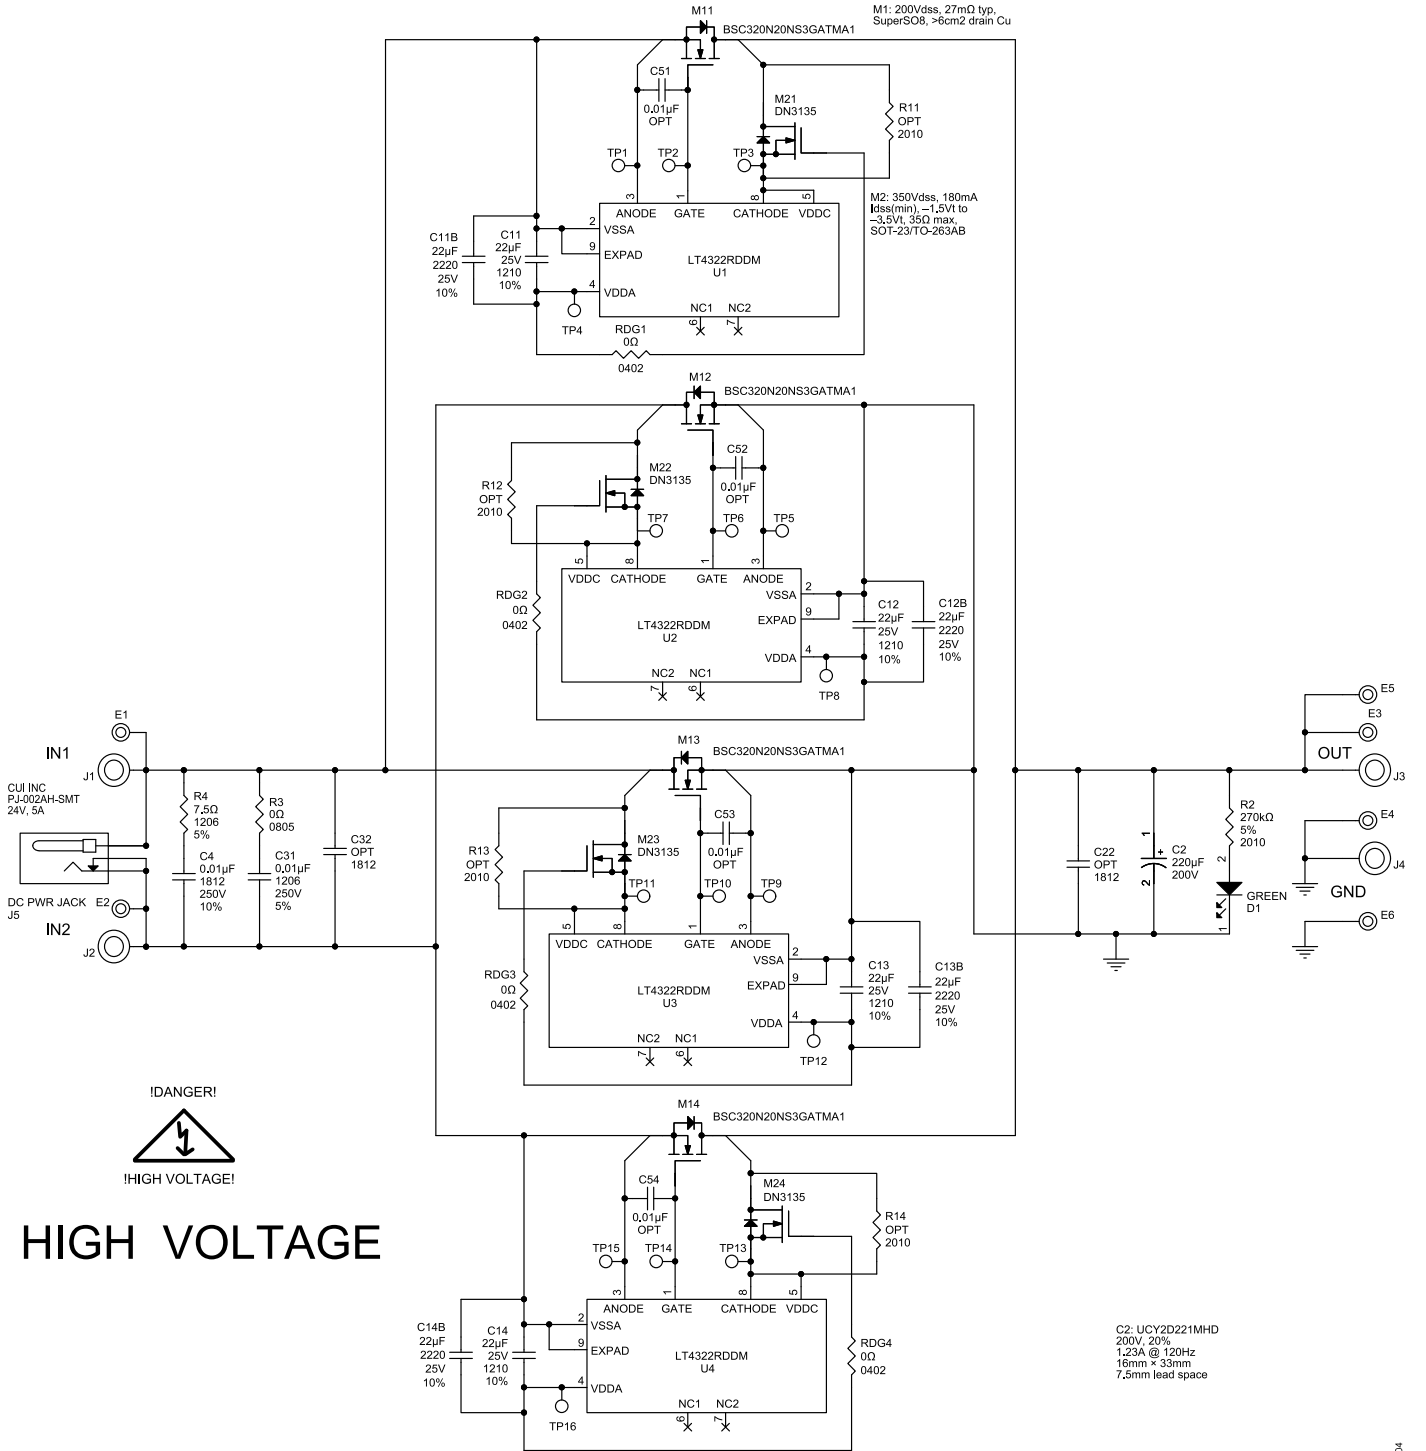 M11
BSC320N20NS3GATMA1
M1: 200Vdss, 27mΩ typ,
SuperSO8, >6cm2 drain Cu
C51
0.01µF
OPT
M21
DN3135
R11
OPT
2010
TP1
TP2
TP3
3
1
8
5
ANODE
GATE
CATHODE
VDDC
M2: 350Vdss, 180mA
Idss(min), –1.5Vt to
–3.5Vt, 35Ω max,
SOT-23/TO-263AB
C11B
22µF
2220
25V
10%
C11
22µF
25V
1210
10%
2
VSSA
9
EXPAD
4
VDDA
LT4322RDDM
U1
NC1
NC2
6
7
TP4
RDG1
0Ω
0402
M12
BSC320N20NS3GATMA1
C52
0.01µF
OPT
M22
DN3135
R12
OPT
2010
TP7
TP6
TP5
5
8
1
3
VDDC
CATHODE
GATE
ANODE
RDG2
0Ω
0402
LT4322RDDM
U2
VSSA
2
EXPAD
9
VDDA
4
NC2
NC1
7
6
TP8
C12
22µF
25V
1210
10%
C12B
22µF
2220
25V
10%
E1
IN1
J1
CUI INC
PJ-002AH-SMT
24V, 5A
DC PWR JACK
J5
E2
IN2
J2
R4
7.5Ω
1206
5%
C4
0.01µF
1812
250V
10%
R3
0Ω
0805
C31
0.01µF
1206
250V
5%
C32
OPT
1812
M13
BSC320N20NS3GATMA1
C53
0.01µF
OPT
M23
DN3135
R13
OPT
2010
TP11
TP10
TP9
5
8
1
3
VDDC
CATHODE
GATE
ANODE
RDG3
0Ω
0402
LT4322RDDM
U3
VSSA
2
EXPAD
9
VDDA
4
NC2
NC1
7
6
TP12
C13
22µF
25V
1210
10%
C13B
22µF
2220
25V
10%
E5
E3
OUT
J3
E4
J4
GND
E6
C22
OPT
1812
1
+
2
C2
220µF
200V
R2
270kΩ
5%
2010
2
GREEN
D1
1
!DANGER!
!HIGH VOLTAGE!
HIGH VOLTAGE
M14
BSC320N20NS3GATMA1
C54
0.01µF
OPT
M24
DN3135
R14
OPT
2010
TP15
TP14
TP13
3
1
8
5
ANODE
GATE
CATHODE
VDDC
C14B
22µF
2220
25V
10%
C14
22µF
25V
1210
10%
2
VSSA
9
EXPAD
4
VDDA
LT4322RDDM
U4
NC1
NC2
6
7
TP16
RDG4
0Ω
0402
C2: UCY2D221MHD
200V, 20%
1.23A @ 120Hz
16mm × 33mm
7.5mm lead space
04